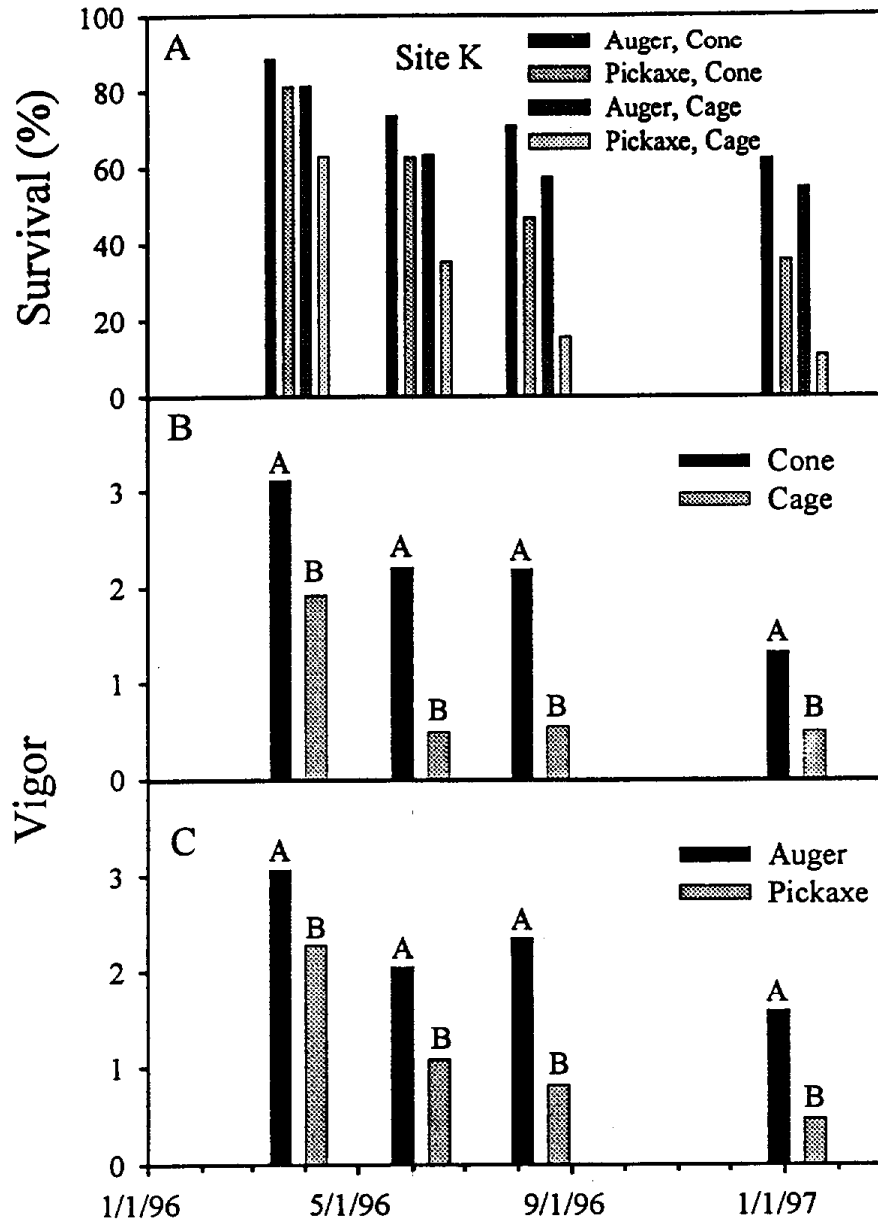 100
80
60
40
20
0
Survival (%)
A
Site K
Auger, Cone
Pickaxe, Cone
Auger, Cage
Pickaxe, Cage
B
3
2
1
0
Cone
Cage
A
B
A
B
A
B
A
B
Vigor
C
3
2
1
0
Auger
Pickaxe
A
B
A
B
A
B
A
B
1/1/96 5/1/96 9/1/96 1/1/97